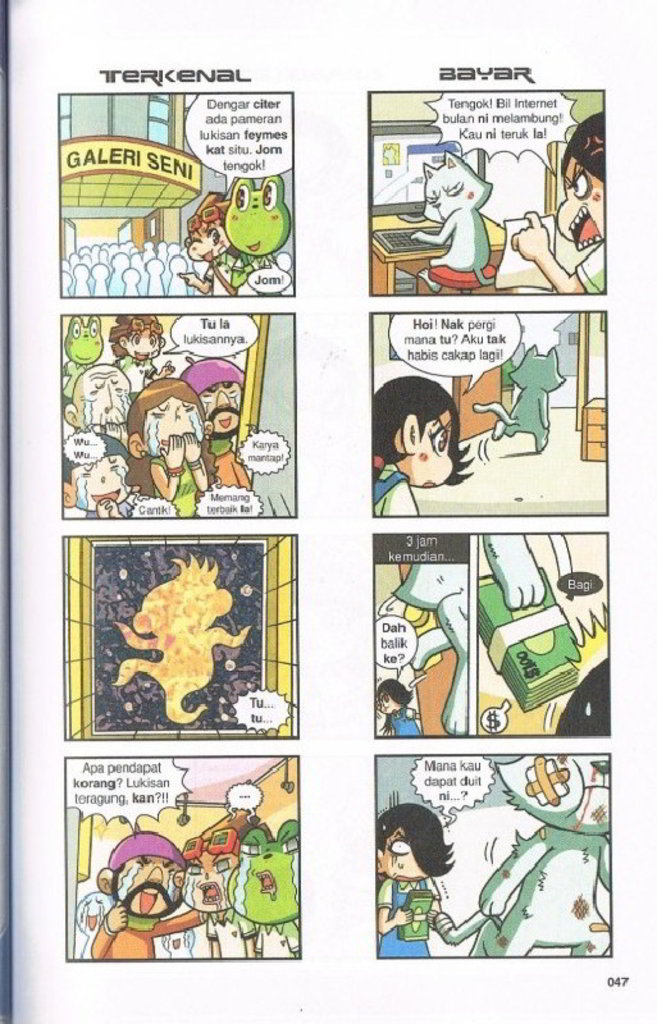 TERKENAL
Dengar citer
ada pameran
lukisan feymes
kat situ. Jom
tengok!
GALERI SENI
Jom!
Tu la
lukisannya.
Wu...
Wu...
Cantik!
Memang
terbaik la!
Karya
mantap!
Tu...
tu...
Apa pendapat
korang? Lukisan
teragung, kan?!!
....
BAYAR
Tengok! Bil Internet
bulan ni melambung!
Kau ni teruk la!
Hoi! Nak pergi
mana tu? Aku tak
habis cakap lagi!
3 jam
kemudian...
Dah
balik
ke?
Bagi
$
Mana kau
dapat duit
ni...?
047